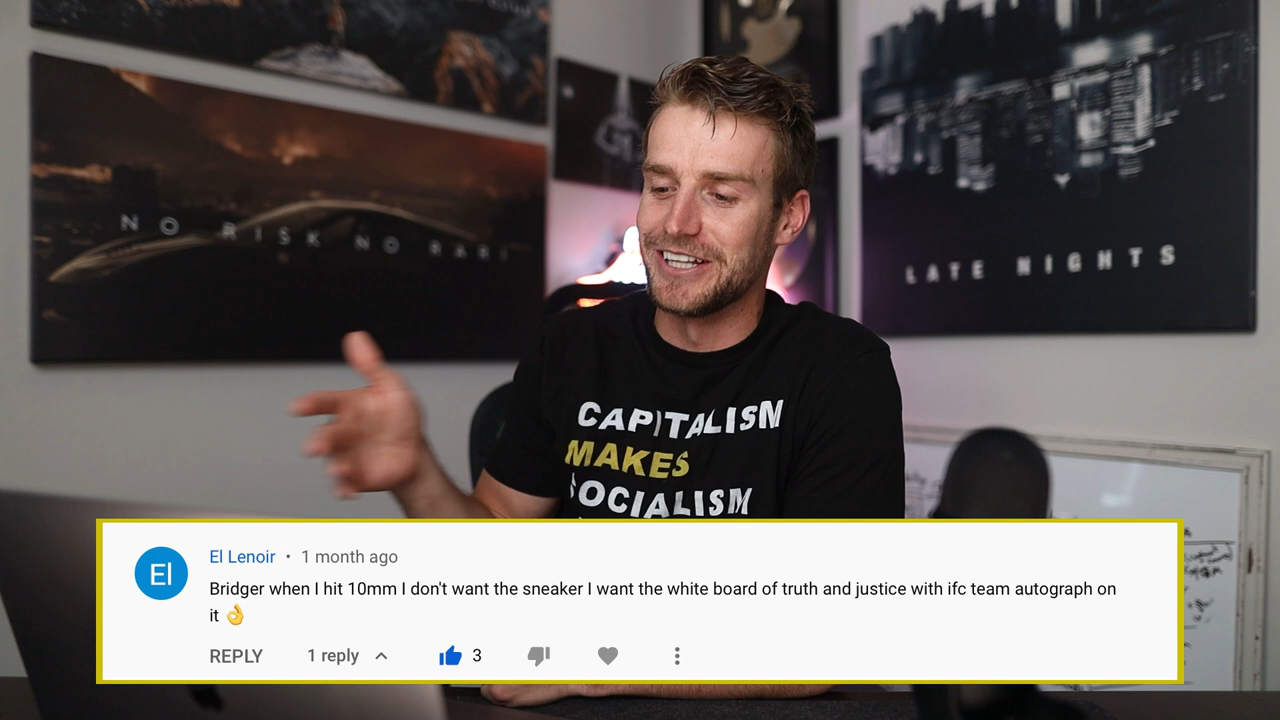 NO RISK NO RARI
LATE NIGHTS
CAPITALISM
MAKES
SOCIALISM
El
El Lenoir • 1 month ago
Bridger when I hit 10mm I don't want the sneaker I want the white board of truth and justice with ifc team autograph on
it 👌
REPLY 1 reply 3